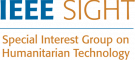 IEEE SIGHT
Special Interest Group on
Humanitarian Technology